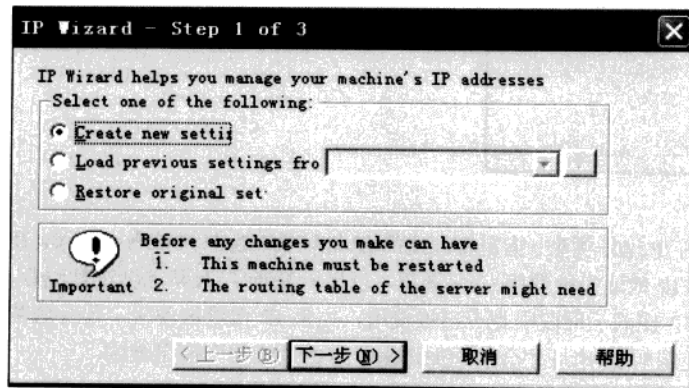 IP Wizard - Step 1 of 3
IP Wizard helps you manage your machine's IP addresses
Select one of the following:
Create new setti
Load previous settings fro
Restore original set
Before any changes you make can have
1. This machine must be restarted
Important 2. The routing table of the server might need
< 上一步(B) 下一步(N) > 取消 帮助